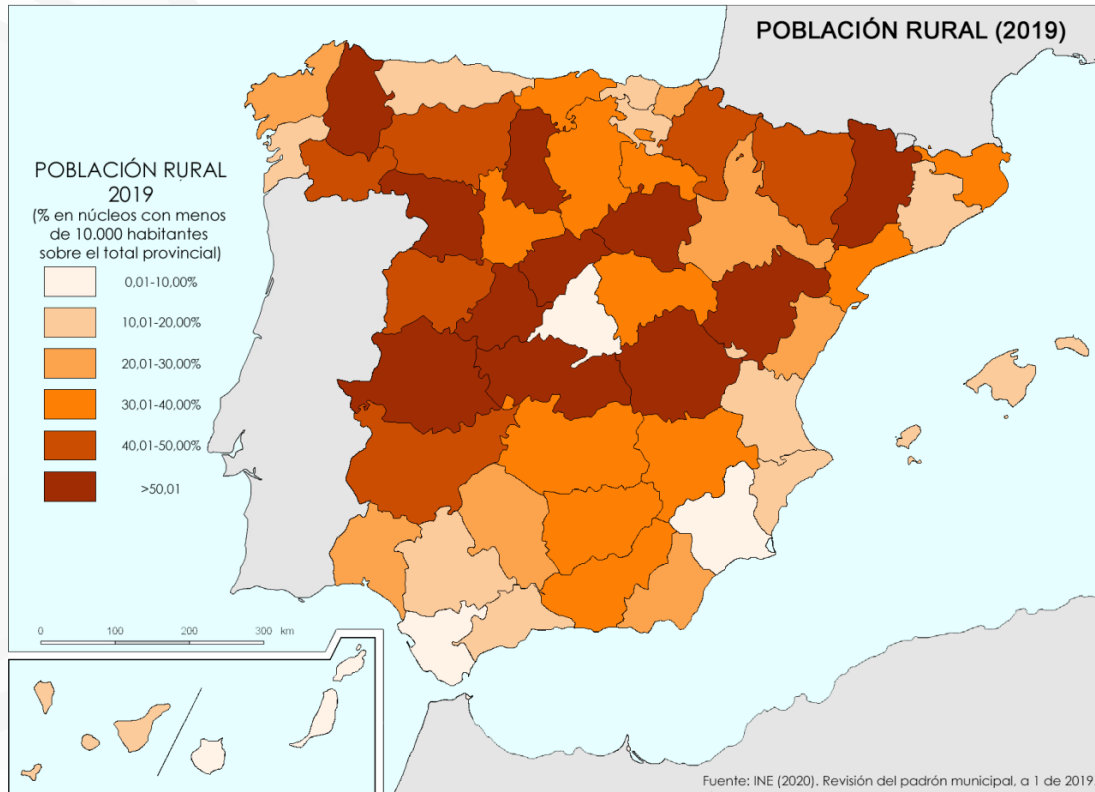 POBLACIÓN RURAL (2019)
POBLACIÓN RURAL
2019
(% en núcleos con menos
de 10.000 habitantes
sobre el total provincial)
0,01-10,00%
10,01-20,00%
20,01-30,00%
30,01-40,00%
40,01-50,00%
>50,01
0 100 200 300 km
Fuente: INE (2020). Revisión del padrón municipal, a 1 de 2019